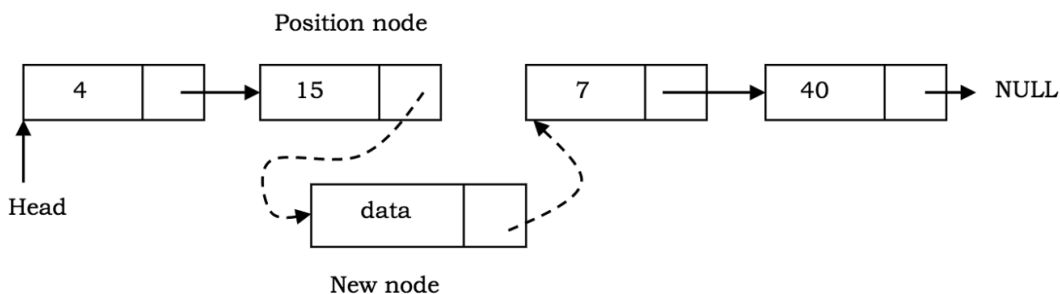 Position node
4
15
7
40
NULL
Head
data
New node